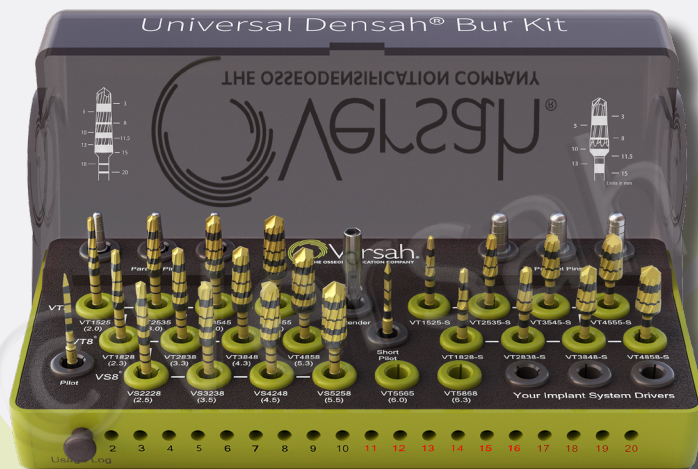 Universal Densah® Bur Kit
THE OSSEODENSIFICATION COMPANY
Versah®
3
5
8
10
11.5
13
15
18
20
3
5
8
10
11.5
13
15
Units in mm
Versah®
THE OSSEODENSIFICATION COMPANY
VT1525 (2.0)
VT1525-S VT2535-S VT3545-S VT4555-S
VT8
VT1828 (2.3) VT2838 (3.3) VT3848 (4.3) VT4858 (5.3)
Short Pilot
VT1828-S VT2838-S VT3848-S VT4858-S
Pilot
VS8
VS2228 (2.5) VS3238 (3.5) VS4248 (4.5) VS5258 (5.5) VT5565 (6.0) VT5868 (6.3)
Your Implant System Drivers
2 3 4 5 6 7 8 9 10 11 12 13 14 15 16 17 18 19 20
Usage Log